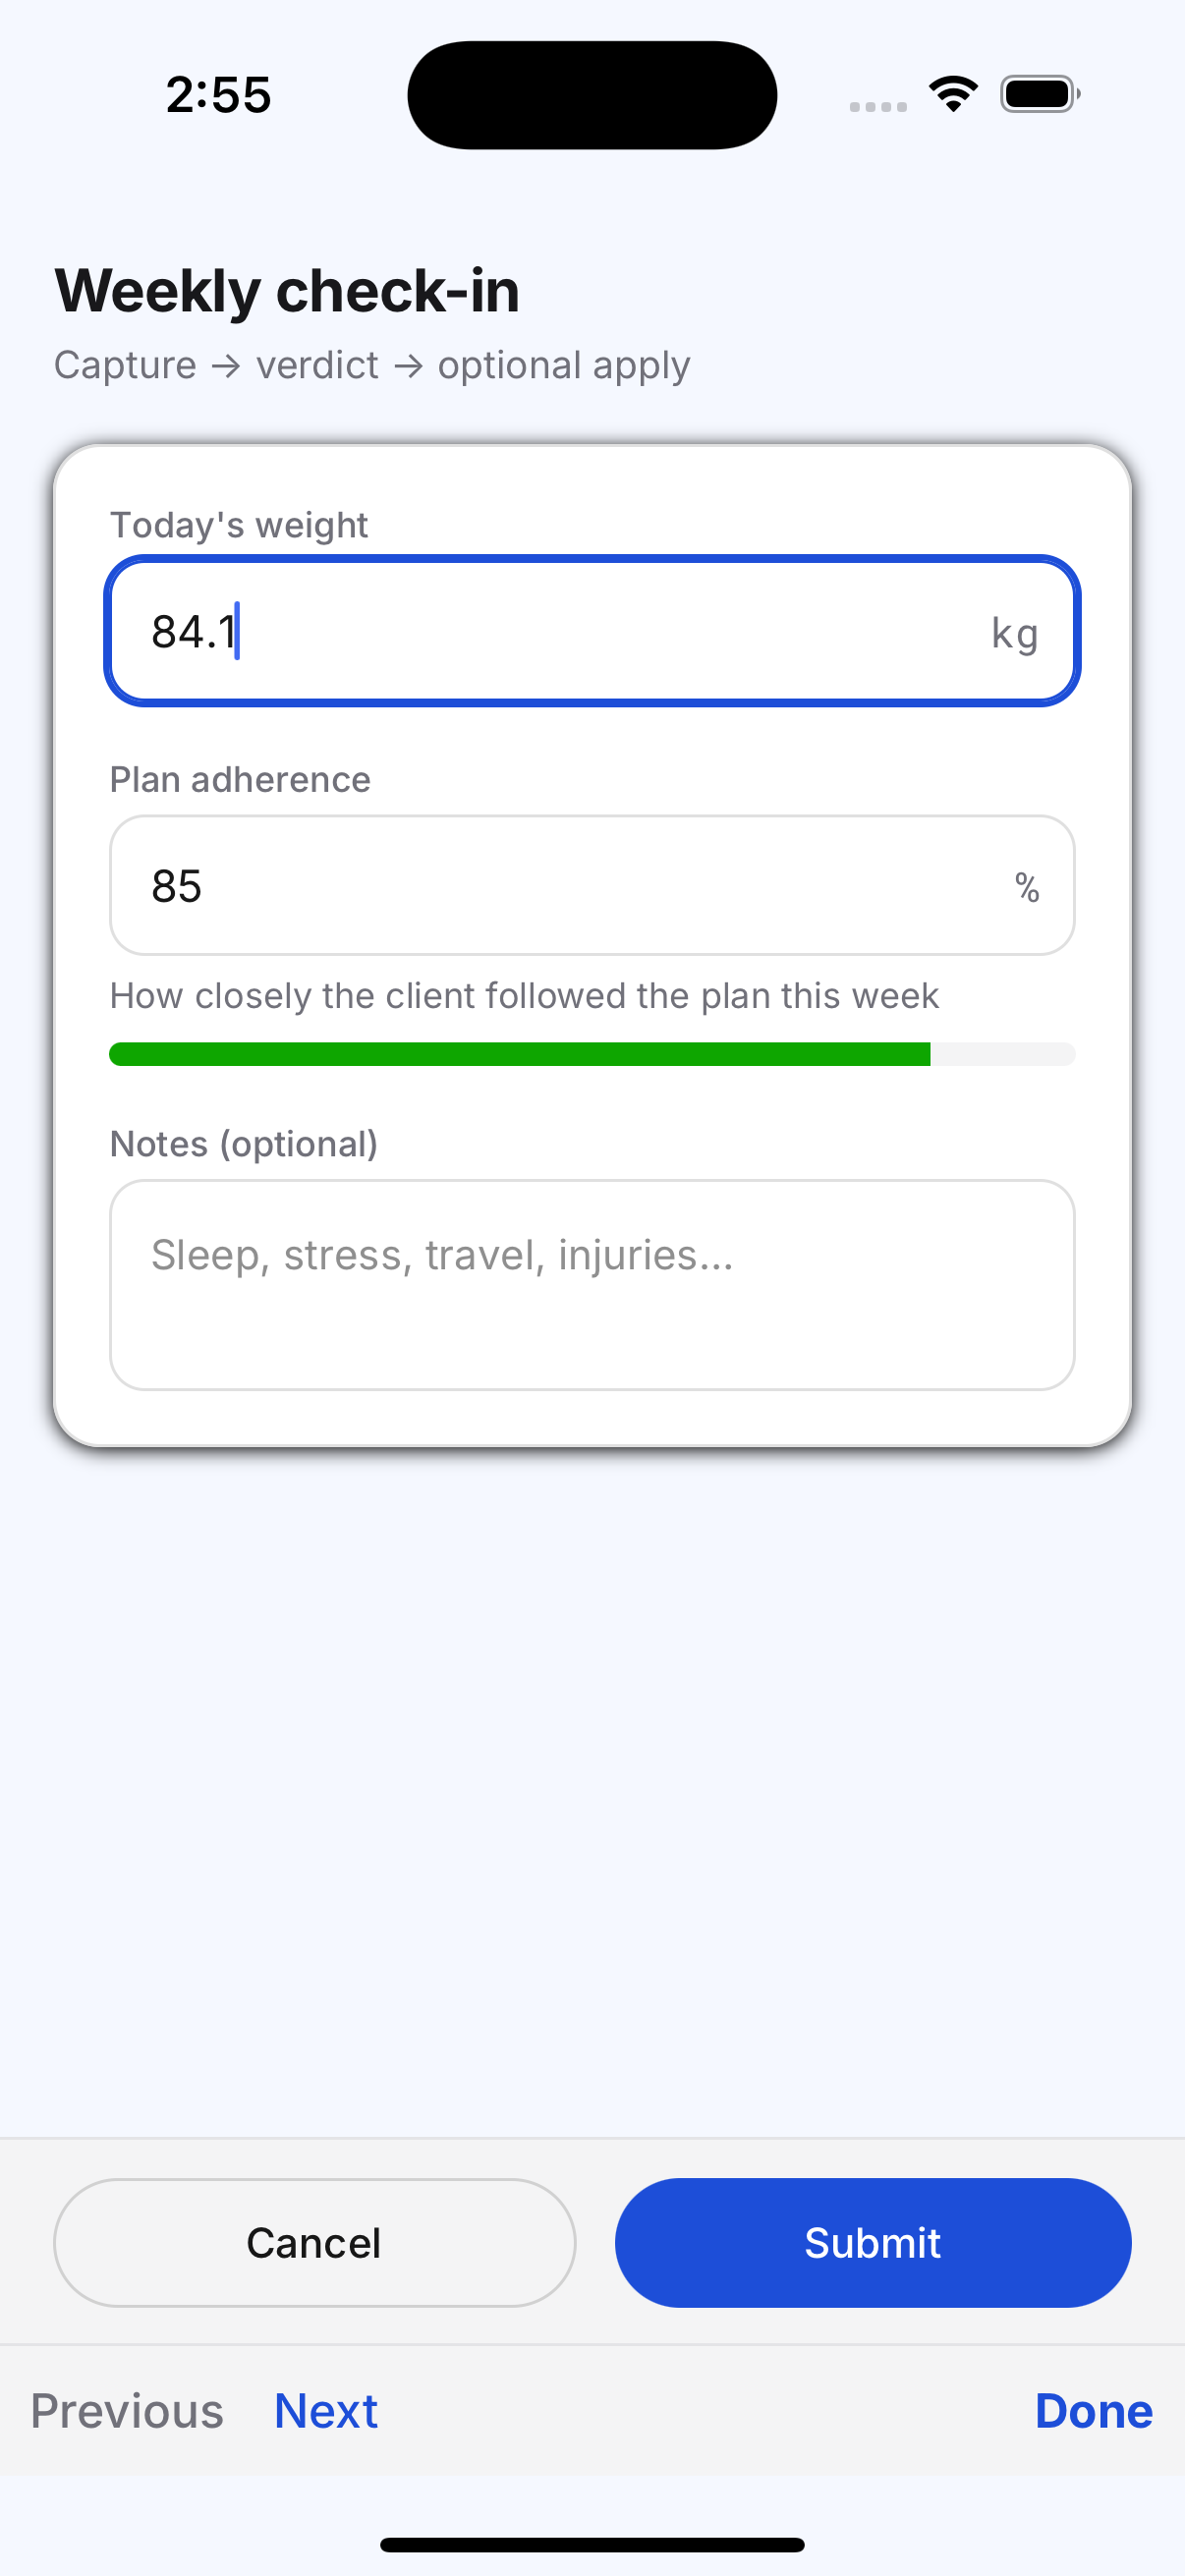 2:55
Weekly check-in
Capture → verdict → optional apply
Today's weight
84.1 kg
Plan adherence
85 %
How closely the client followed the plan this week
Notes (optional)
Sleep, stress, travel, injuries...
Cancel Submit
Previous Next Done